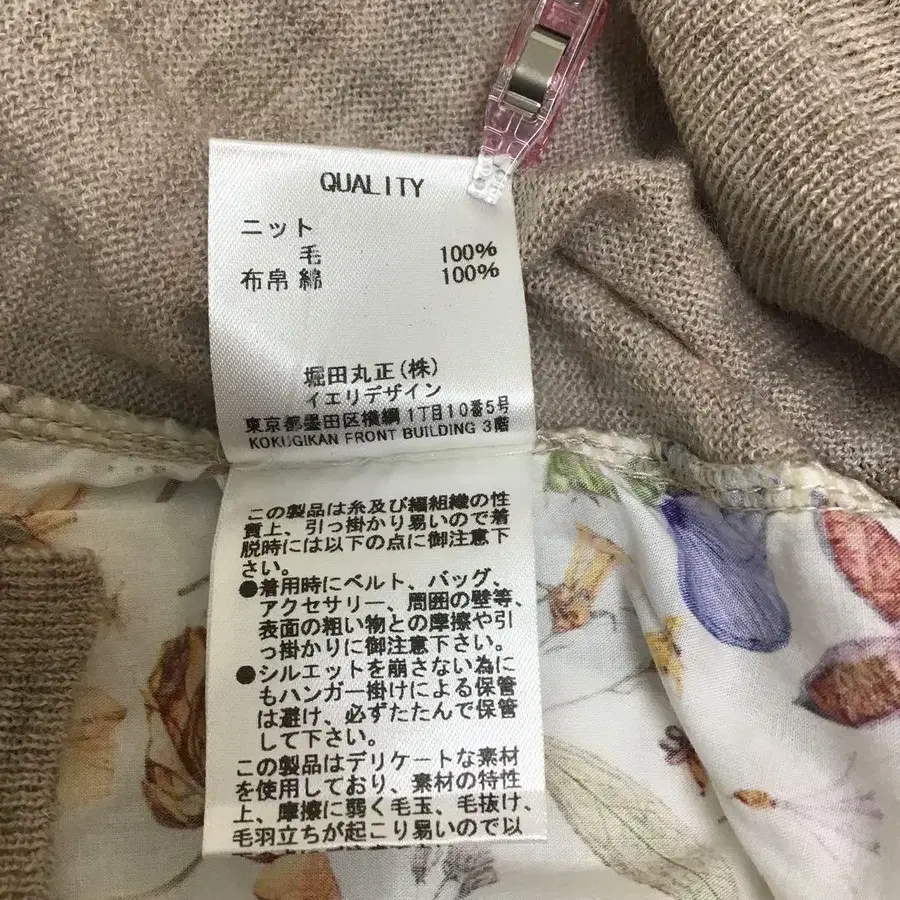 QUALITY
ニット
毛 100%
布帛 綿 100%
堀田丸正(株)
イエリデザイン
東京都墨田区横綱1丁目10番5号
KOKUGIKAN FRONT BUILDING 3階
この製品は糸及び編組織の性
質上、引っ掛かり易いので着
脱時には以下の点に御注意下
さい。
●着用時にベルト、バッグ、
アクセサリー、周囲の壁等、
表面の粗い物との摩擦や引
っ掛かりに御注意下さい。
●シルエットを崩さない為に
もハンガー掛けによる保管
は避け、必ずたたんで保管
して下さい。
この製品はデリケートな素材
を使用しており、素材の特性
上、摩擦に弱く毛玉、毛抜け、
毛羽立ちが起こり易いので以